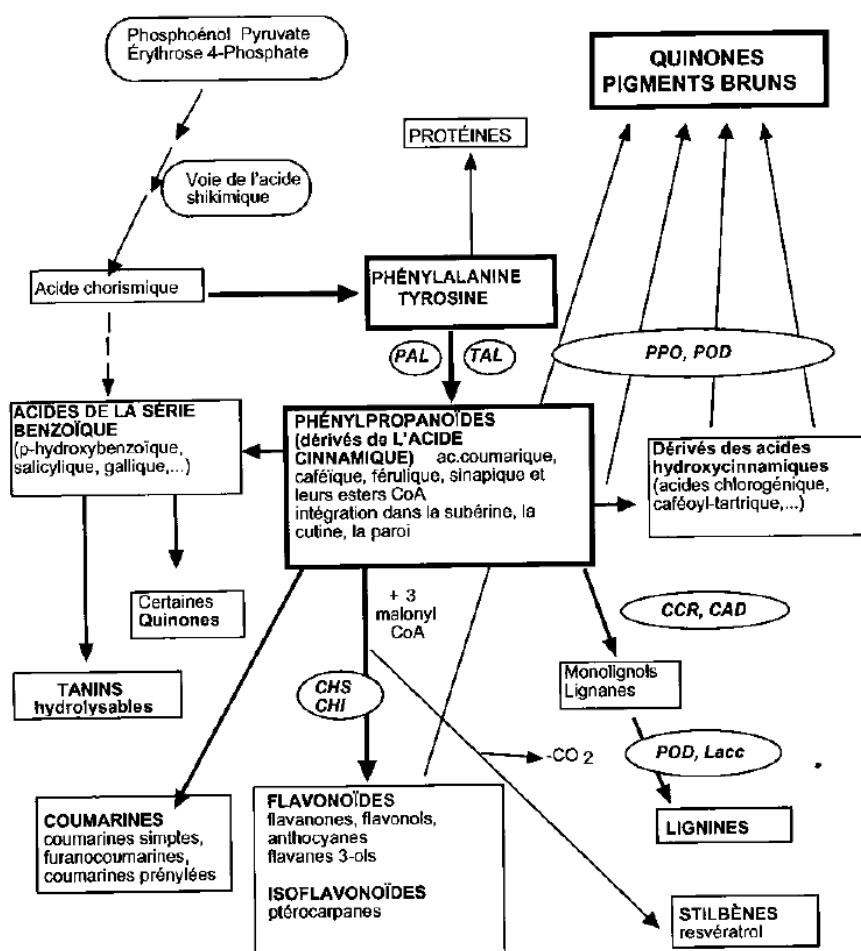 Phosphoénol Pyruvate
Érythrose 4-Phosphate
QUINONES
PIGMENTS BRUNS
PROTÉINES
Voie de l'acide
shikimique
Acide chorismique
PHÉNYLALANINE
TYROSINE
PAL
TAL
PPO, POD
ACIDES DE LA SÉRIE
BENZOÏQUE
(p-hydroxybenzoïque,
salicylique, gallique,...)
PHÉNYLPROPANOÏDES
(dérivés de L'ACIDE
CINNAMIQUE) ac.coumarique,
caféïque, férulique, sinapique et
leurs esters CoA
intégration dans la subérine, la
cutine, la paroi
Dérivés des acides
hydroxycinnamiques
(acides chlorogénique,
caféoyl-tartrique,...)
Certaines
Quinones
+ 3
malonyl
CoA
CCR, CAD
TANINS
hydrolysables
CHS
CHI
Monolignols
Lignanes
-CO2
POD, Lacc
COUMARINES
coumarines simples,
furanocoumarines,
coumarines prénylées
FLAVONOÏDES
flavanones, flavonols,
anthocyanes
flavanes 3-ols
ISOFLAVONOÏDES
ptérocarpanes
LIGNINES
STILBÈNES
resvératrol